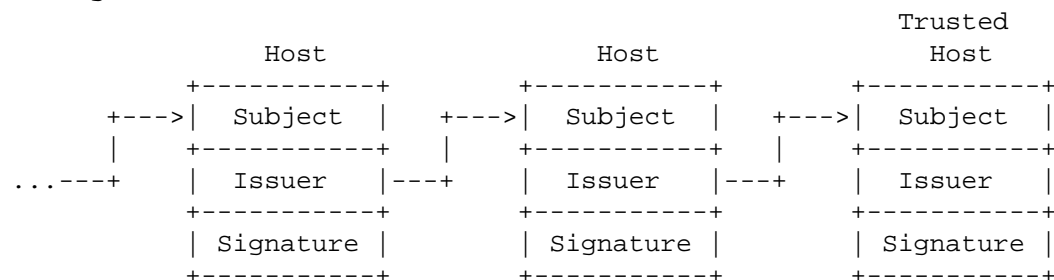 Trusted
                Host                  Host                  Host
            +-----------+         +-----------+         +-----------+
       +--->|  Subject  |    +--->|  Subject  |    +--->|  Subject  |
       |    +-----------+    |    +-----------+    |    +-----------+
...---+    |  Issuer   |---+    |  Issuer   |---+    |  Issuer   |
            +-----------+         +-----------+         +-----------+
            | Signature |         | Signature |         | Signature |
            +-----------+         +-----------+         +-----------+